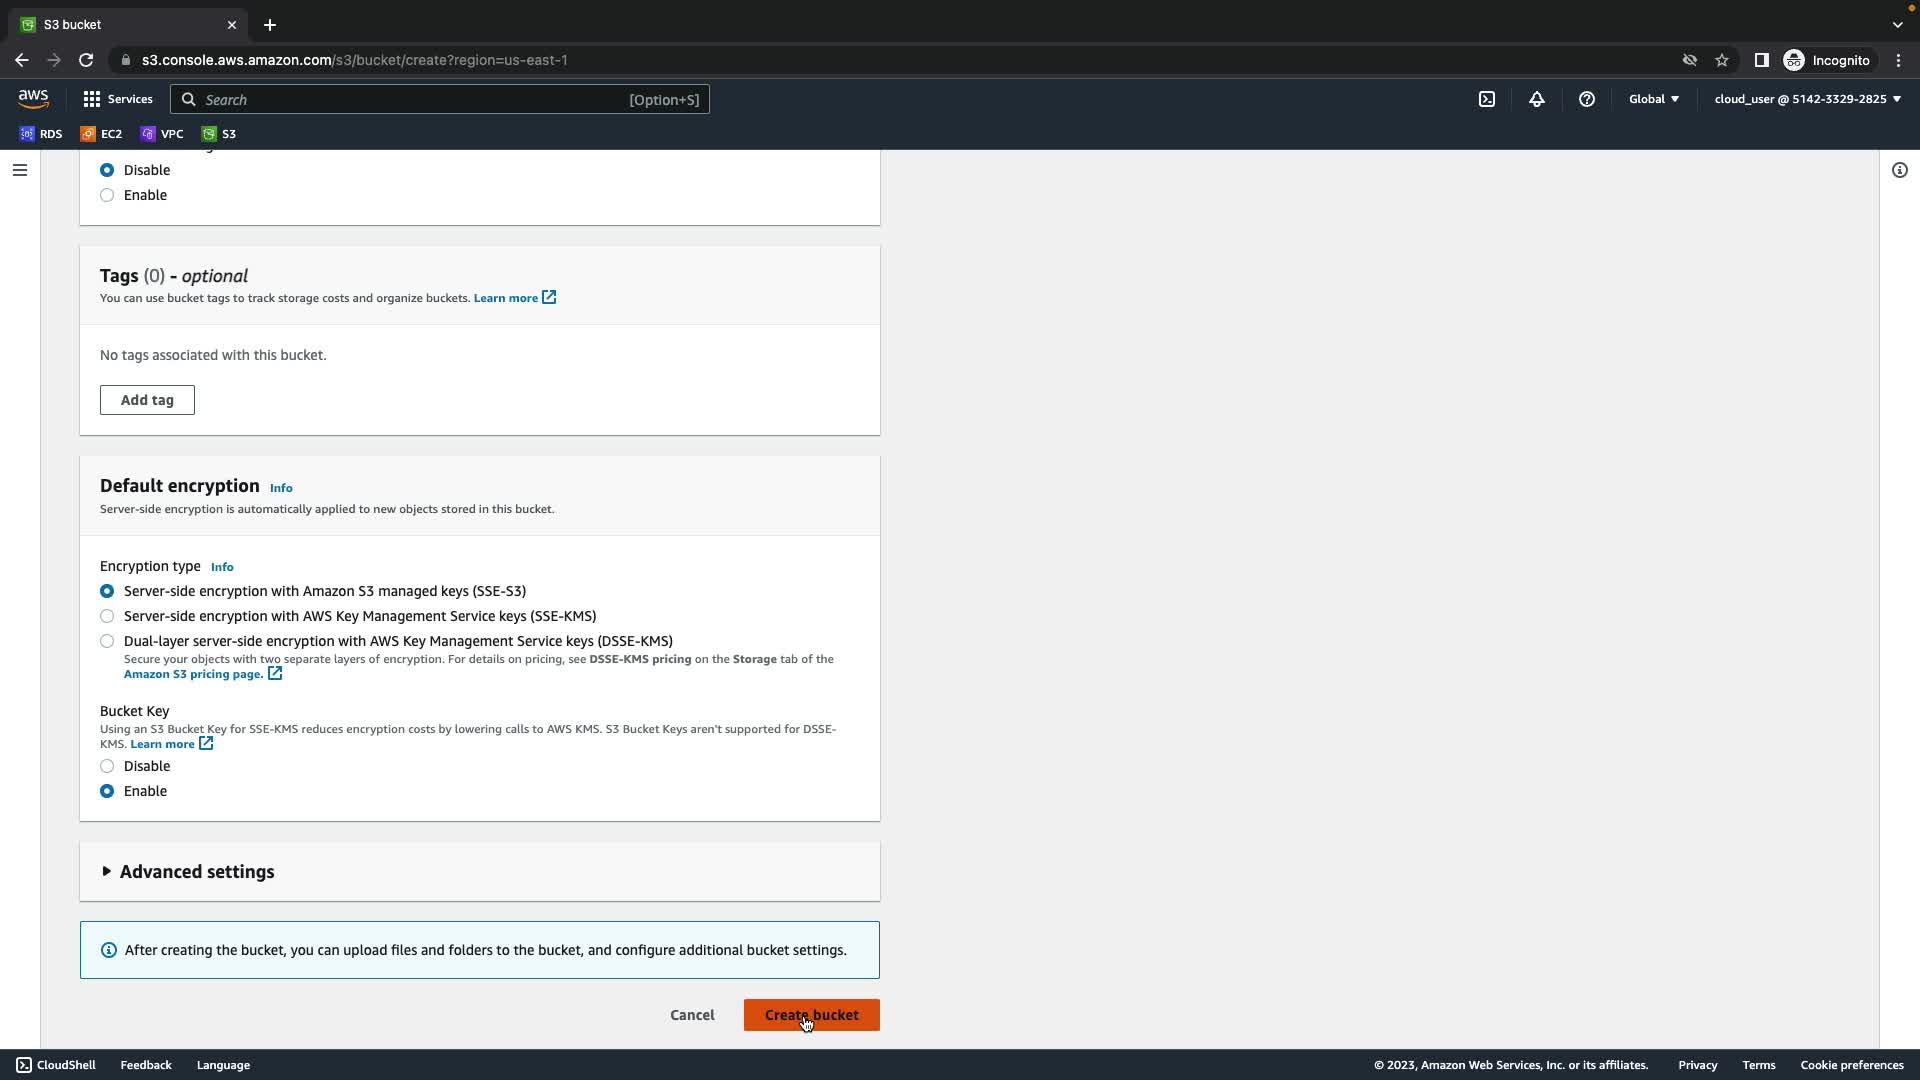 S3 bucket
s3.console.aws.amazon.com/s3/bucket/create?region=us-east-1
Incognito
aws
Services
Search
[Option+S]
Global
cloud_user @ 5142-3329-2825
RDS
EC2
VPC
S3
Disable
Enable
Tags (0) - optional
You can use bucket tags to track storage costs and organize buckets. Learn more
No tags associated with this bucket.
Add tag
Default encryption Info
Server-side encryption is automatically applied to new objects stored in this bucket.
Encryption type Info
Server-side encryption with Amazon S3 managed keys (SSE-S3)
Server-side encryption with AWS Key Management Service keys (SSE-KMS)
Dual-layer server-side encryption with AWS Key Management Service keys (DSSE-KMS)
Secure your objects with two separate layers of encryption. For details on pricing, see DSSE-KMS pricing on the Storage tab of the
Amazon S3 pricing page.
Bucket Key
Using an S3 Bucket Key for SSE-KMS reduces encryption costs by lowering calls to AWS KMS. S3 Bucket Keys aren't supported for DSSE-
KMS. Learn more
Disable
Enable
Advanced settings
After creating the bucket, you can upload files and folders to the bucket, and configure additional bucket settings.
Cancel
Create bucket
CloudShell
Feedback
Language
© 2023, Amazon Web Services, Inc. or its affiliates.
Privacy
Terms
Cookie preferences